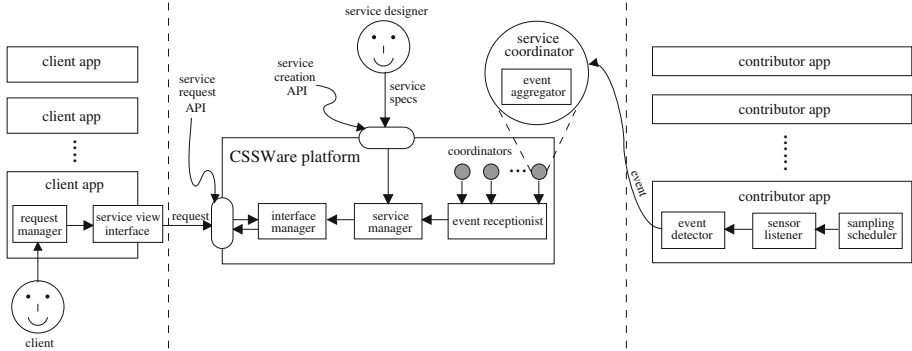 client app
client app
client app
request
manager
service view
interface
client
service
request
API
request
service designer
service
creation
API
service
specs
CSSWare platform
interface
manager
service
manager
coordinators
event receptionist
service
coordinator
event
aggregator
event
contributor app
contributor app
contributor app
event
detector
sensor
listener
sampling
scheduler